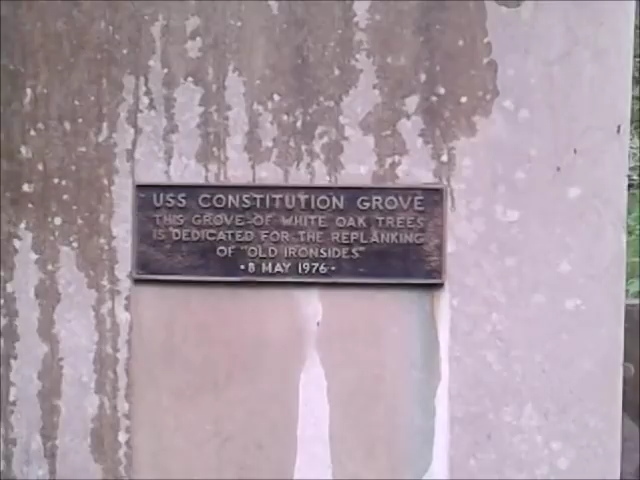 USS CONSTITUTION GROVE
THIS GROVE OF WHITE OAK TREES
IS DEDICATED FOR THE REPLANKING
OF "OLD IRONSIDES"
· 8 MAY 1976 ·